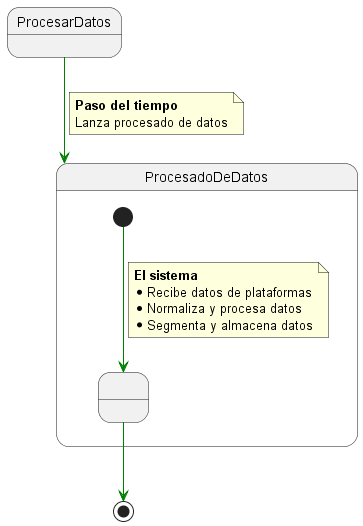 ProcesarDatos
Paso del tiempo
Lanza procesado de datos
ProcesadoDeDatos
El sistema
• Recibe datos de plataformas
• Normaliza y procesa datos
• Segmenta y almacena datos